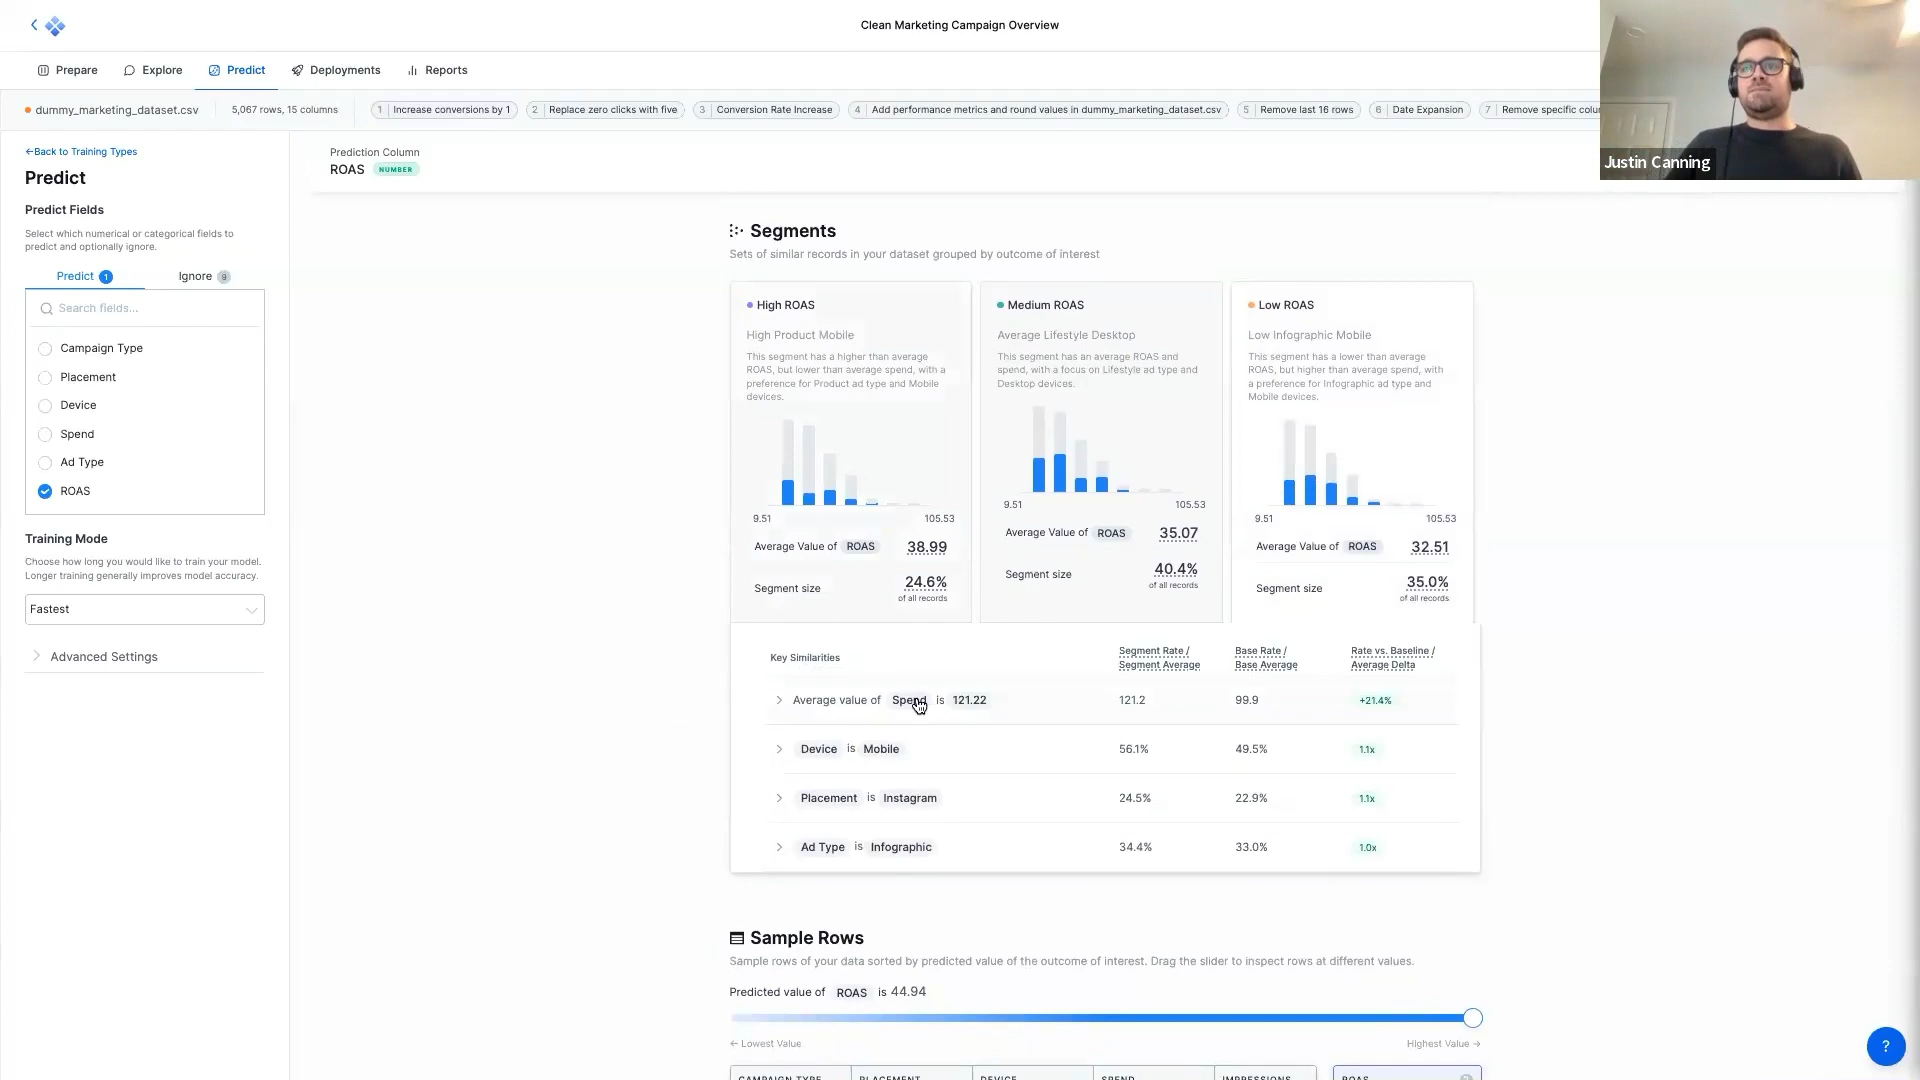 Clean Marketing Campaign Overview
Prepare
Explore
Predict
Deployments
Reports
dummy_marketing_dataset.csv
5,067 rows, 15 columns
1 Increase conversions by 1
2 Replace zero clicks with five
3 Conversion Rate Increase
4 Add performance metrics and round values in dummy_marketing_dataset.csv
5 Remove last 16 rows
6 Date Expansion
7 Remove specific
Justin Canning
←Back to Training Types
Predict
Predict Fields
Select which numerical or categorical fields to
predict and optionally ignore.
Predict 1
Ignore 9
Search fields...
Campaign Type
Placement
Device
Spend
Ad Type
ROAS
Training Mode
Choose how long you would like to train your model.
Longer training generally improves model accuracy.
Fastest
Advanced Settings
Prediction Column
ROAS NUMBER
Segments
Sets of similar records in your dataset grouped by outcome of interest
High ROAS
High Product Mobile
This segment has a higher than average
ROAS, but lower than average spend, with a
preference for Product ad type and Mobile
devices.
9.51 105.53
Average Value of ROAS 38.99
Segment size 24.6%
of all records
Medium ROAS
Average Lifestyle Desktop
This segment has an average ROAS and
spend, with a focus on Lifestyle ad type and
Desktop devices.
9.51 105.53
Average Value of ROAS 35.07
Segment size 40.4%
of all records
Low ROAS
Low Infographic Mobile
This segment has a lower than average
ROAS, but higher than average spend, with
a preference for Infographic ad type and
Mobile devices.
9.51 105.53
Average Value of ROAS 32.51
Segment size 35.0%
of all records
Key Similarities
Segment Rate /
Segment Average
Base Rate /
Base Average
Rate vs. Baseline /
Average Delta
Average value of Spend is 121.22 121.2 99.9 +21.4%
Device is Mobile 56.1% 49.5% 1.1x
Placement is Instagram 24.5% 22.9% 1.1x
Ad Type is Infographic 34.4% 33.0% 1.0x
Sample Rows
Sample rows of your data sorted by predicted value of the outcome of interest. Drag the slider to inspect rows at different values.
Predicted value of ROAS is 44.94
← Lowest Value
Highest Value →
CAMPAIGN TYPE PLACEMENT DEVICE SPEND IMPRESSIONS ROAS
?